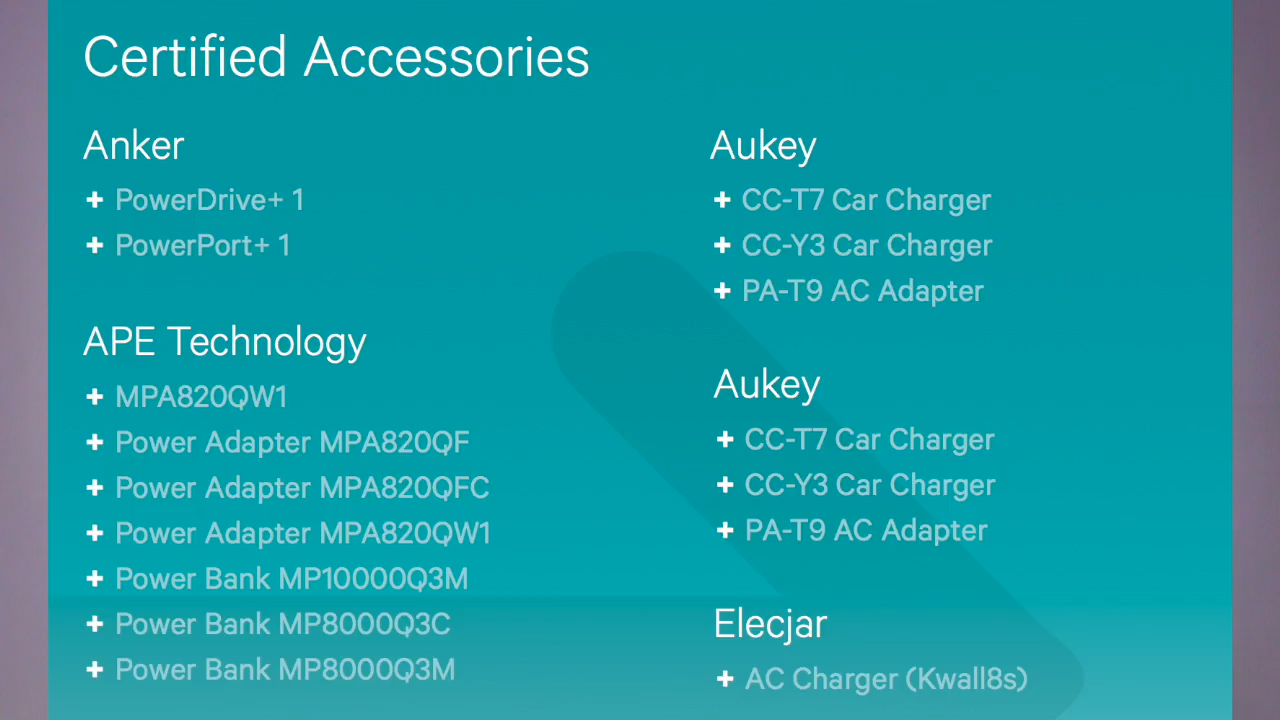 Certified Accessories
Anker
+ PowerDrive+ 1
+ PowerPort+ 1
APE Technology
+ MPA820QW1
+ Power Adapter MPA820QF
+ Power Adapter MPA820QFC
+ Power Adapter MPA820QW1
+ Power Bank MP10000Q3M
+ Power Bank MP8000Q3C
+ Power Bank MP8000Q3M
Aukey
+ CC-T7 Car Charger
+ CC-Y3 Car Charger
+ PA-T9 AC Adapter
Aukey
+ CC-T7 Car Charger
+ CC-Y3 Car Charger
+ PA-T9 AC Adapter
Elecjar
+ AC Charger (Kwall8s)